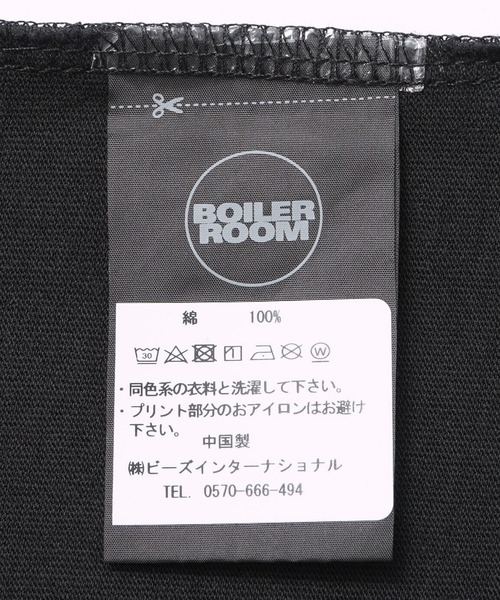 BOILER
ROOM
綿 100%
30
W
・同色系の衣料と洗濯して下さい。
・プリント部分のおアイロンはお避け
下さい。
中国製
㈱ビーズインターナショナル
TEL. 0570-666-494